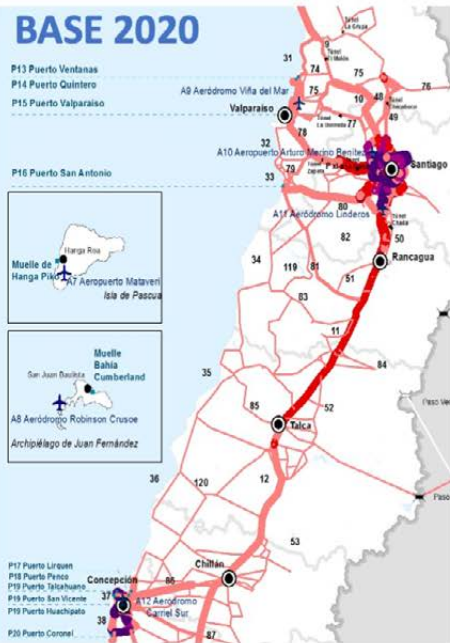 BASE 2020
P13 Puerto Ventanas
P14 Puerto Quintero
P15 Puerto Valparaíso
A9 Aeródromo Viña del Mar
Valparaíso
31
9
74
75
75
10
48
76
49
77
78
32
79
A10 Aeropuerto Arturo Merino Benítez
Santiago
P16 Puerto San Antonio
33
80
A11 Aeródromo Linderos
82
50
Rancagua
34
119
81
51
83
11
84
Hanga Roa
Muelle de
Hanga Piko
A7 Aeropuerto Mataveri
Isla de Pascua
Muelle
Bahía
Cumberland
San Juan Bautista
A8 Aeródromo Robinson Crusoe
Archipiélago de Juan Fernández
35
85
52
Talca
36
120
12
53
Paso
P17 Puerto Lirquen
P18 Puerto Penco
P19 Puerto Talcahuano
P19 Puerto San Vicente
P19 Puerto Huachipato
P20 Puerto Coronel
Concepción
Chillán
37
86
A12 Aeródromo
Carriel Sur
38
87